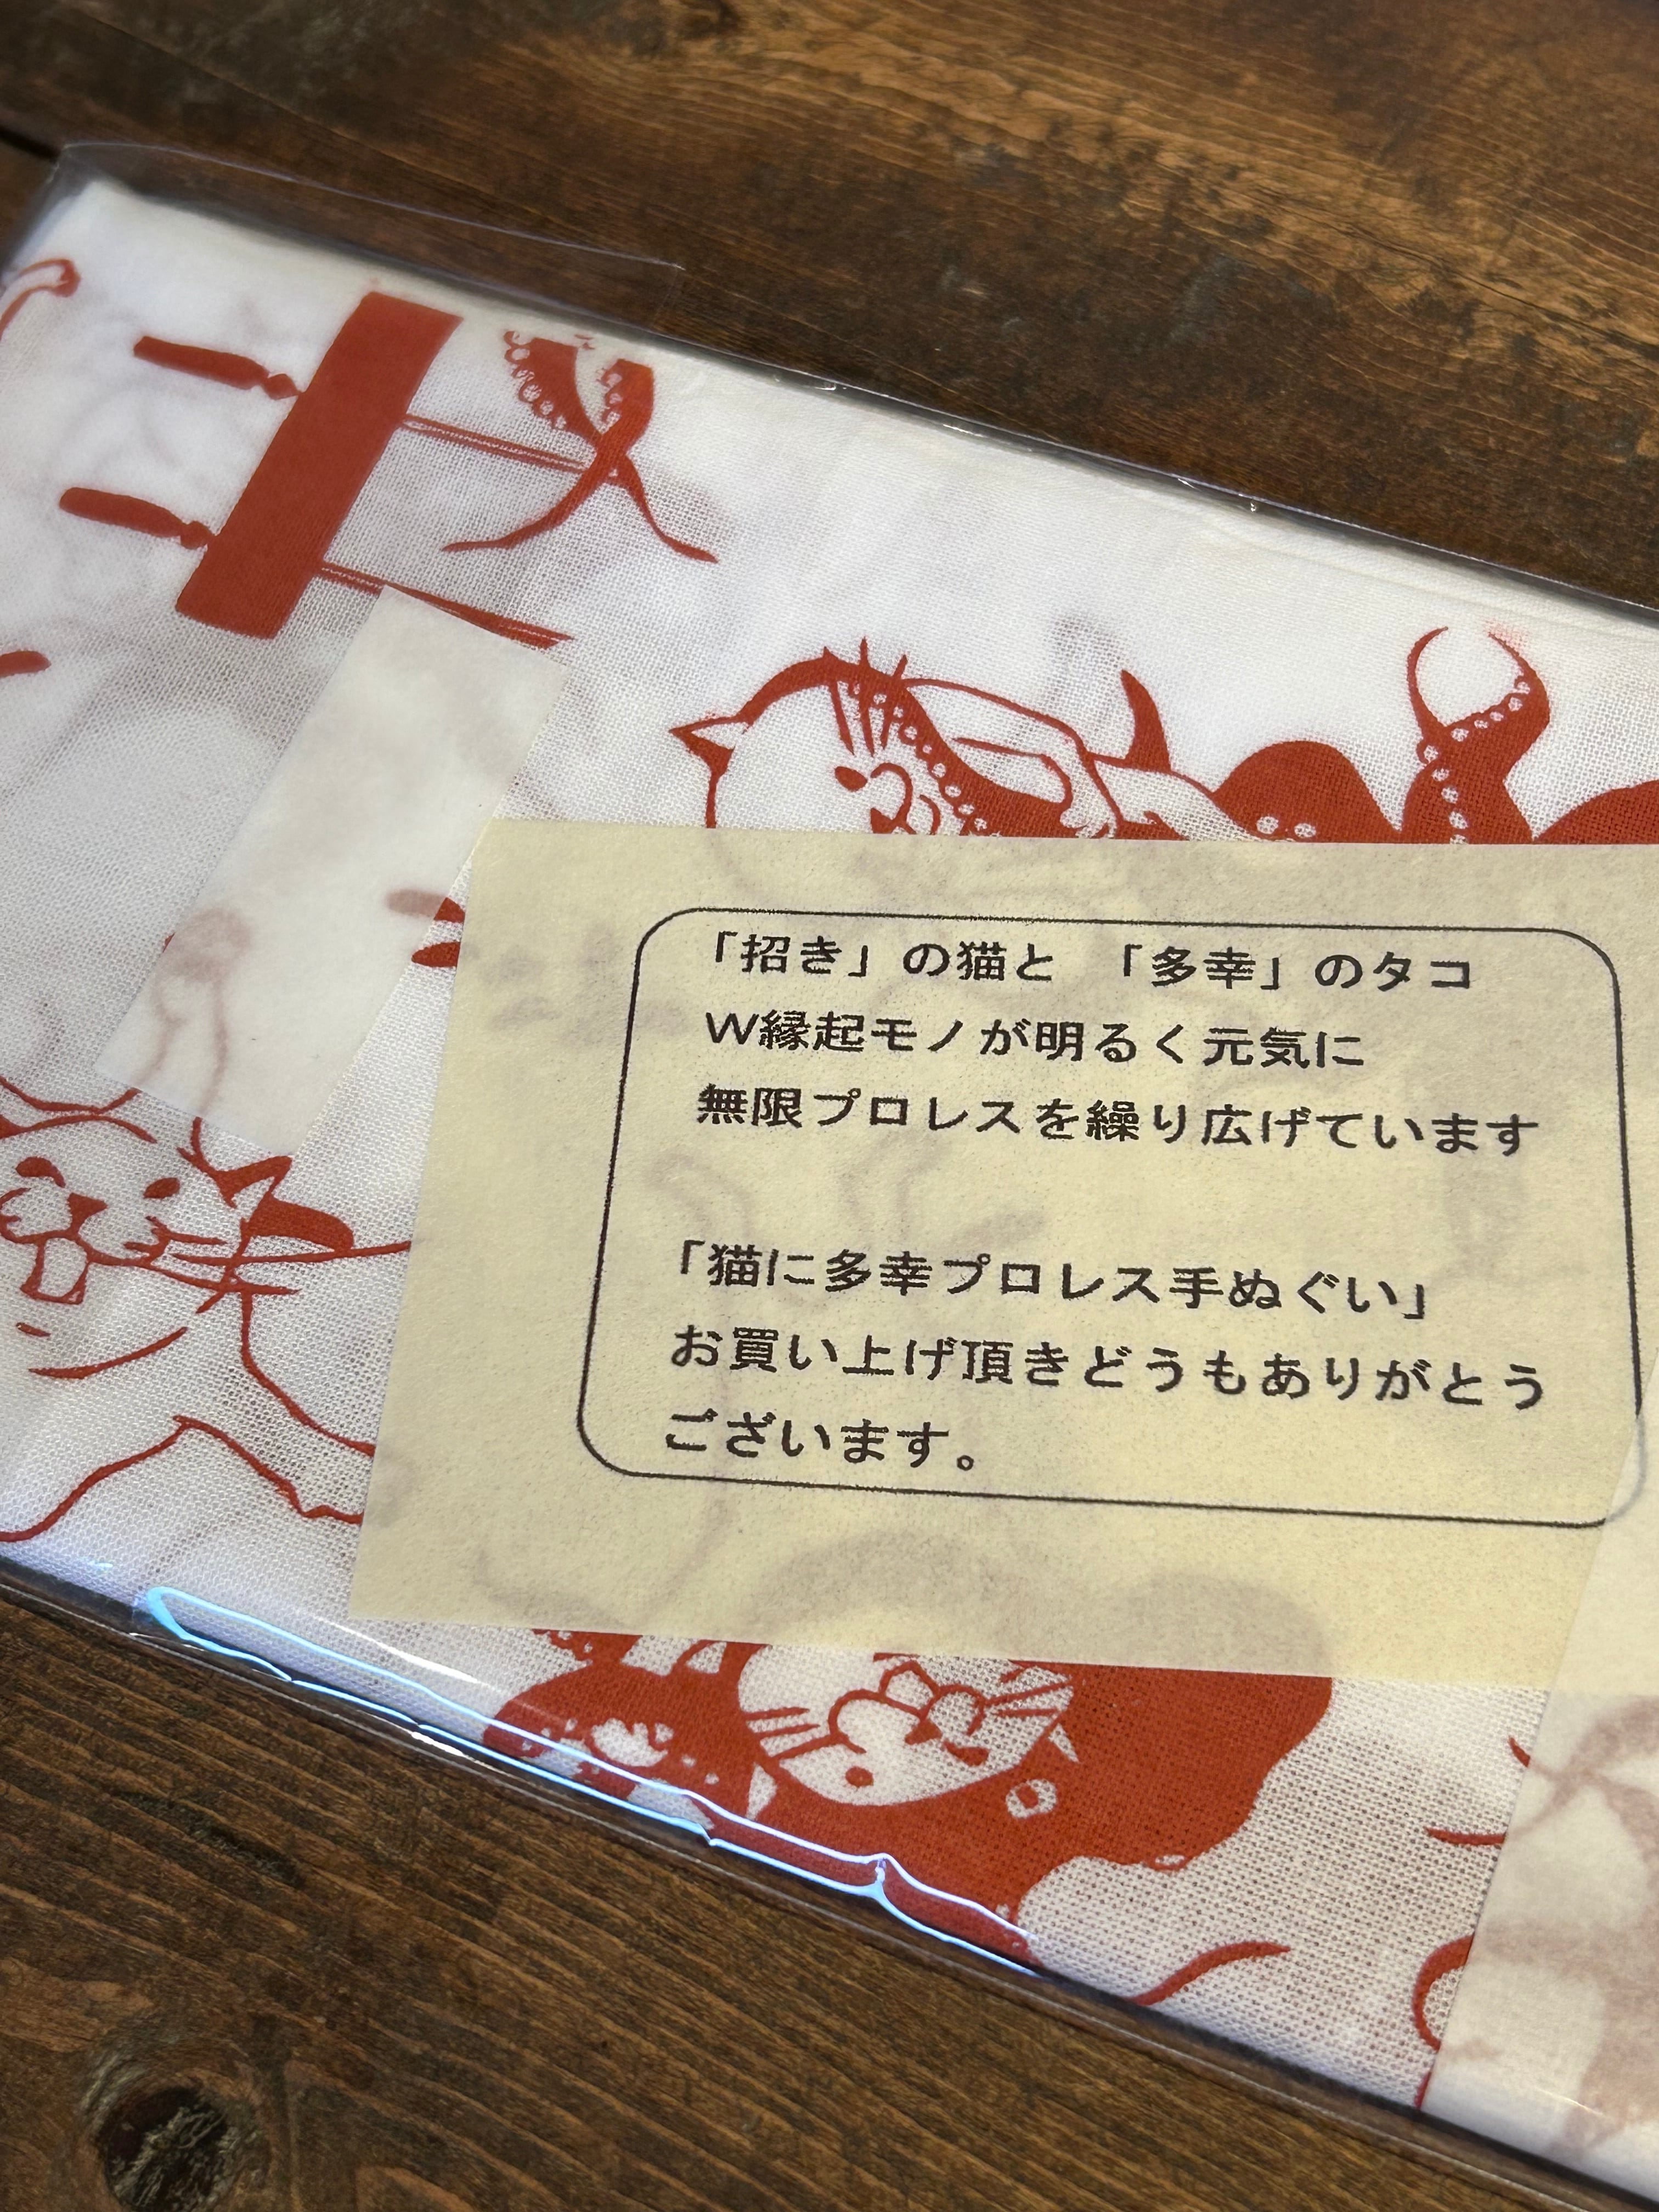 「招き」の猫と 「多幸」のタコ
W縁起モノが明るく元気に
無限プロレスを繰り広げています
「猫に多幸プロレス手ぬぐい」
お買い上げ頂きどうもありがとう
ございます。